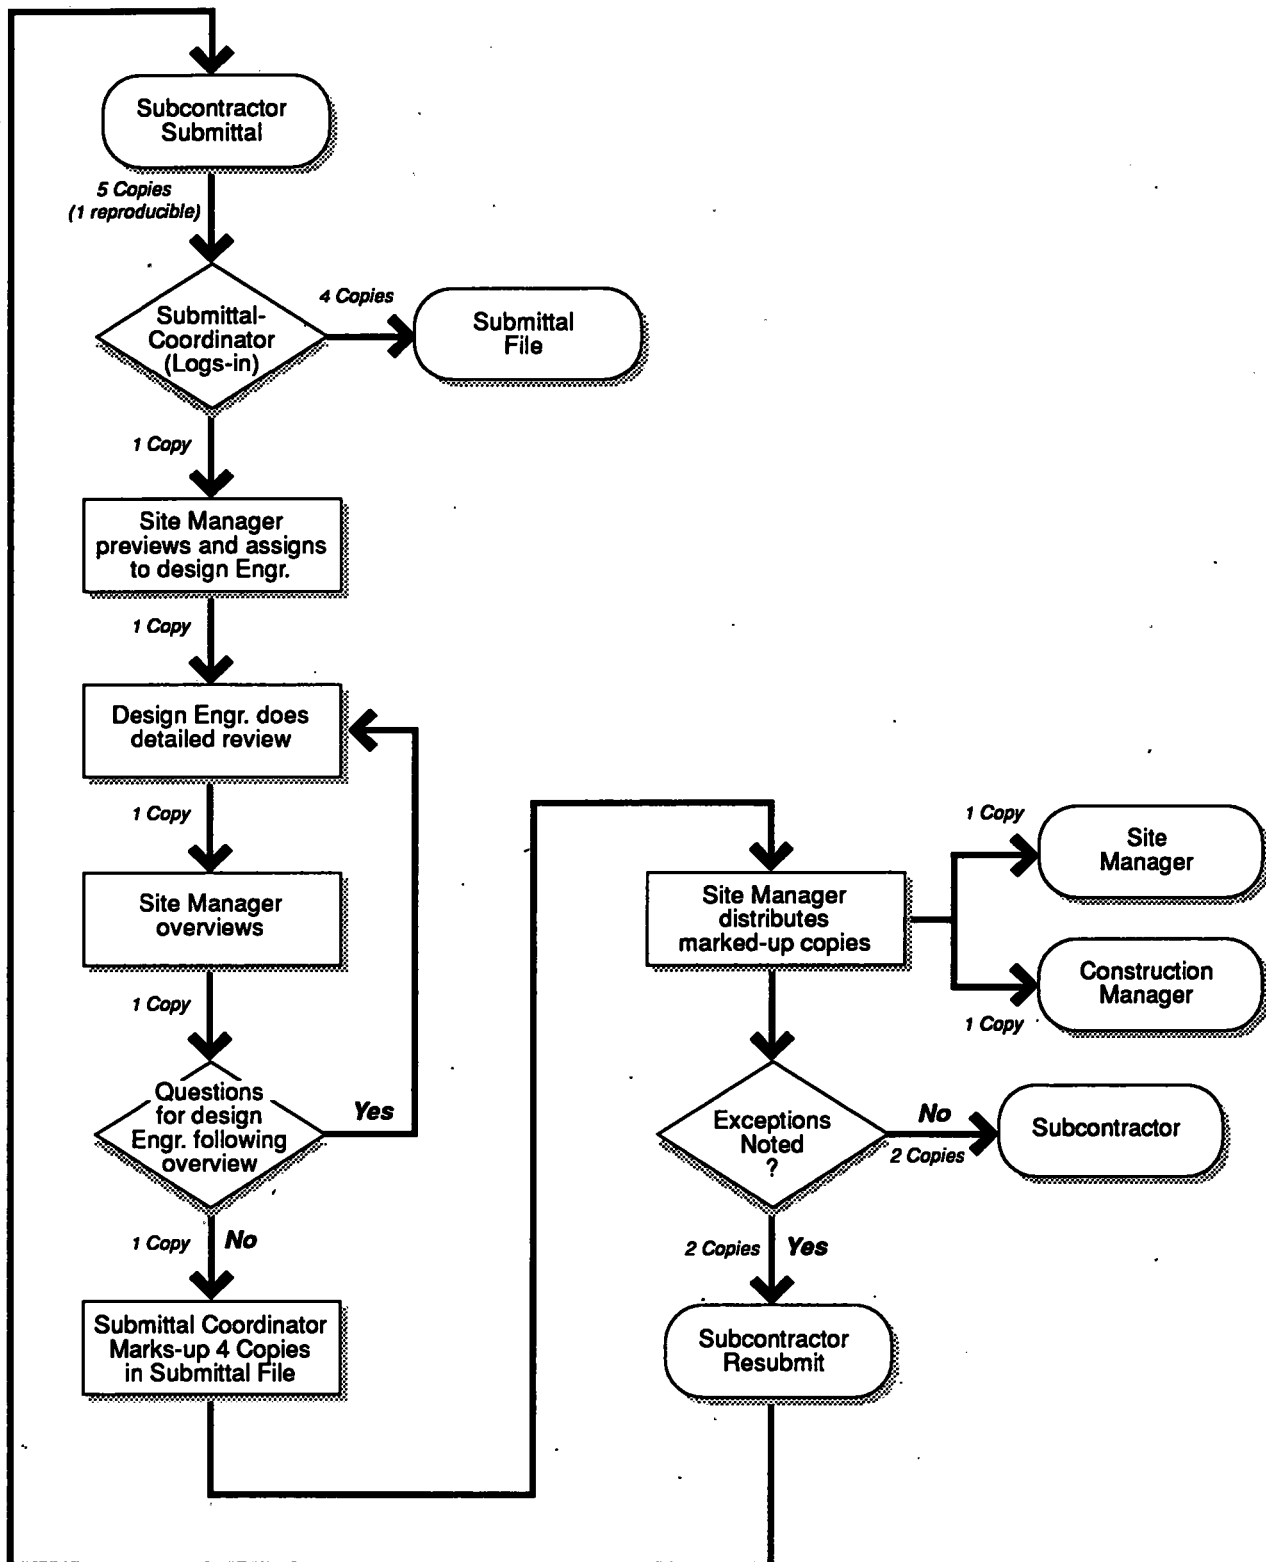 Subcontractor
Submittal
5 Copies
(1 reproducible)
Submittal-
Coordinator
(Logs-in)
4 Copies
Submittal
File
1 Copy
Site Manager
previews and assigns
to design Engr.
1 Copy
Design Engr. does
detailed review
1 Copy
Site Manager
overviews
1 Copy
Questions
for design
Engr. following
overview
Yes
1 Copy
No
Submittal Coordinator
Marks-up 4 Copies
in Submittal File
Site Manager
distributes
marked-up copies
1 Copy
Site
Manager
Construction
Manager
1 Copy
Exceptions
Noted
?
No
2 Copies
Subcontractor
2 Copies
Yes
Subcontractor
Resubmit